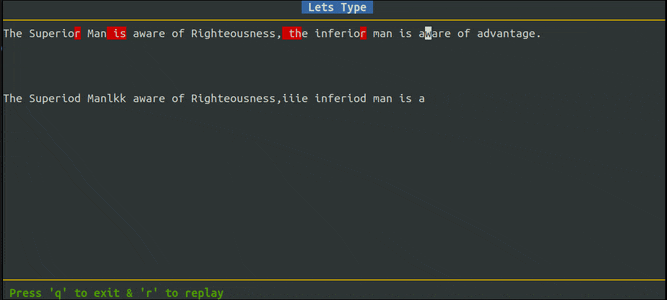 Lets Type
The Superior Man is aware of Righteousness, the inferior man is aware of advantage.
The Superiod Manlkk aware of Righteousness,iiie inferiod man is a
Press 'q' to exit & 'r' to replay